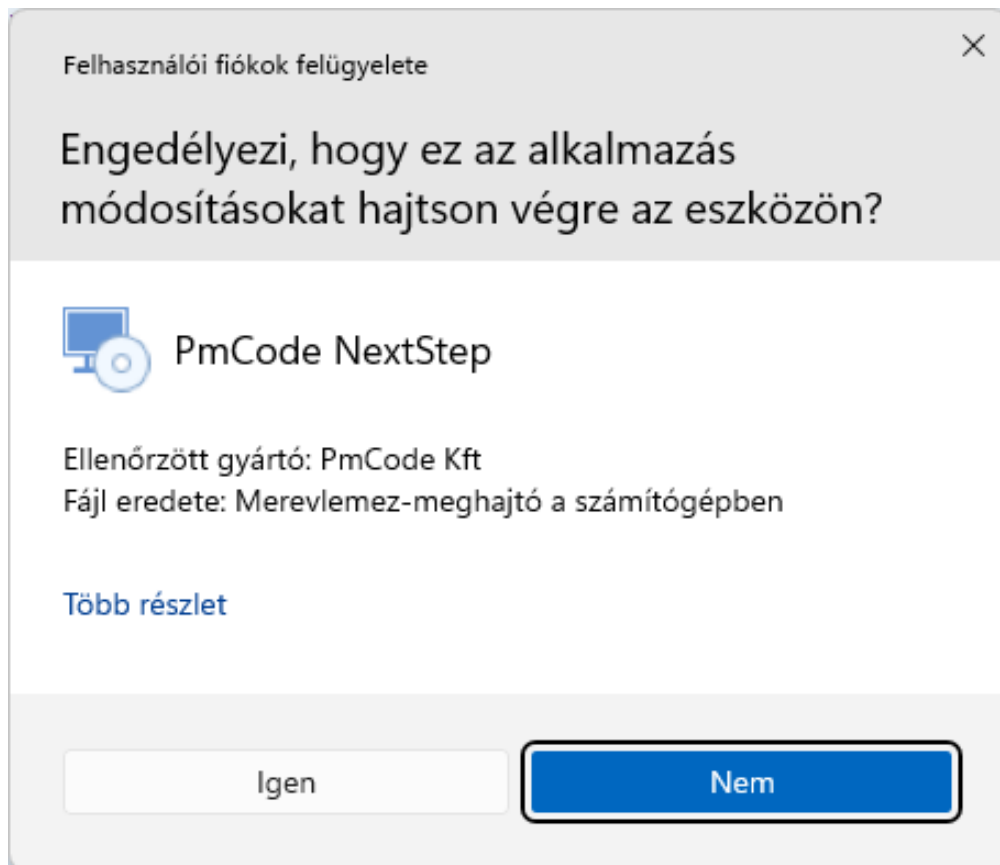 Felhasználói fiókok felügyelete
Engedélyezi, hogy ez az alkalmazás
módosításokat hajtson végre az eszközön?
PmCode NextStep
Ellenőrzött gyártó: PmCode Kft
Fájl eredete: Merevlemez-meghajtó a számítógépben
Több részlet
Igen
Nem